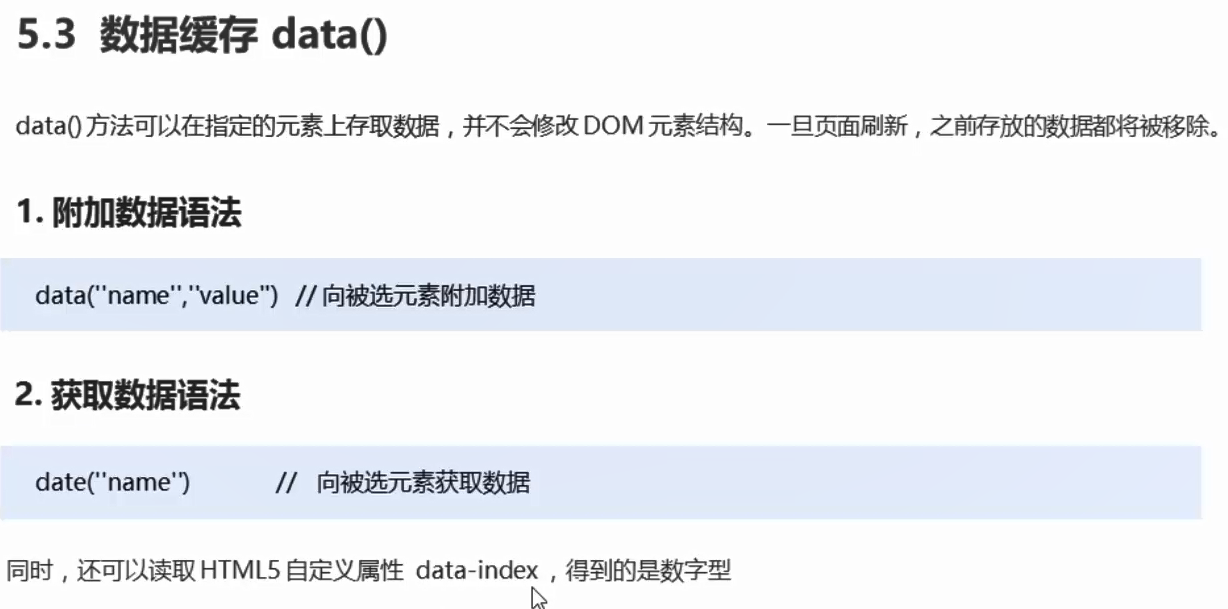 5.3 数据缓存 data()
data()方法可以在指定的元素上存取数据，并不会修改 DOM 元素结构。一旦页面刷新，之前存放的数据都将被移除。
1. 附加数据语法
data(''name'',''value'') // 向被选元素附加数据
2. 获取数据语法
date(''name'') // 向被选元素获取数据
同时，还可以读取 HTML5 自定义属性 data-index，得到的是数字型